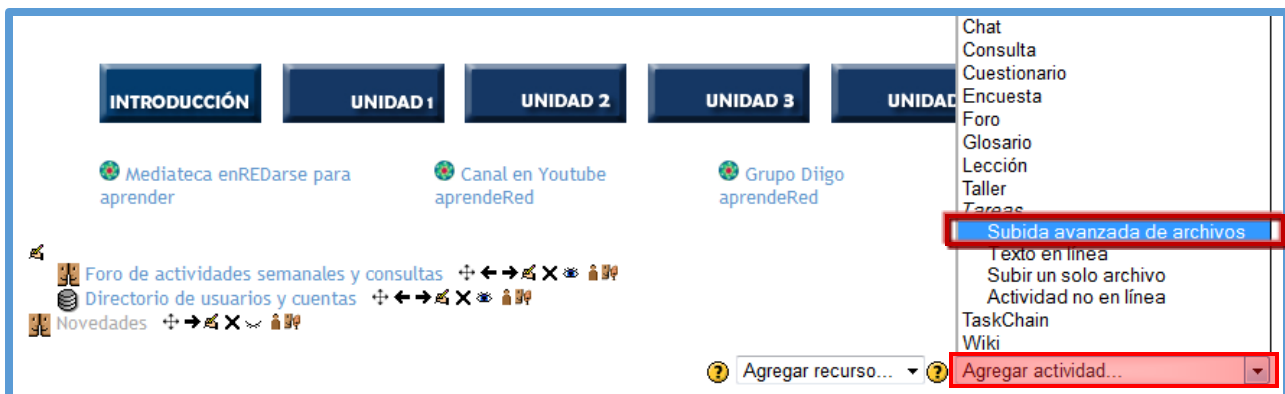 INTRODUCCIÓN
UNIDAD 1
UNIDAD 2
UNIDAD 3
UNIDAD
Mediateca enREDarse para
aprender
Canal en Youtube
aprendeRed
Grupo Diigo
aprendeRed
Foro de actividades semanales y consultas
Directorio de usuarios y cuentas
Novedades
Chat
Consulta
Cuestionario
Encuesta
Foro
Glosario
Lección
Taller
Tareas
Subida avanzada de archivos
Texto en línea
Subir un solo archivo
Actividad no en línea
TaskChain
Wiki
? Agregar recurso... ? Agregar actividad...